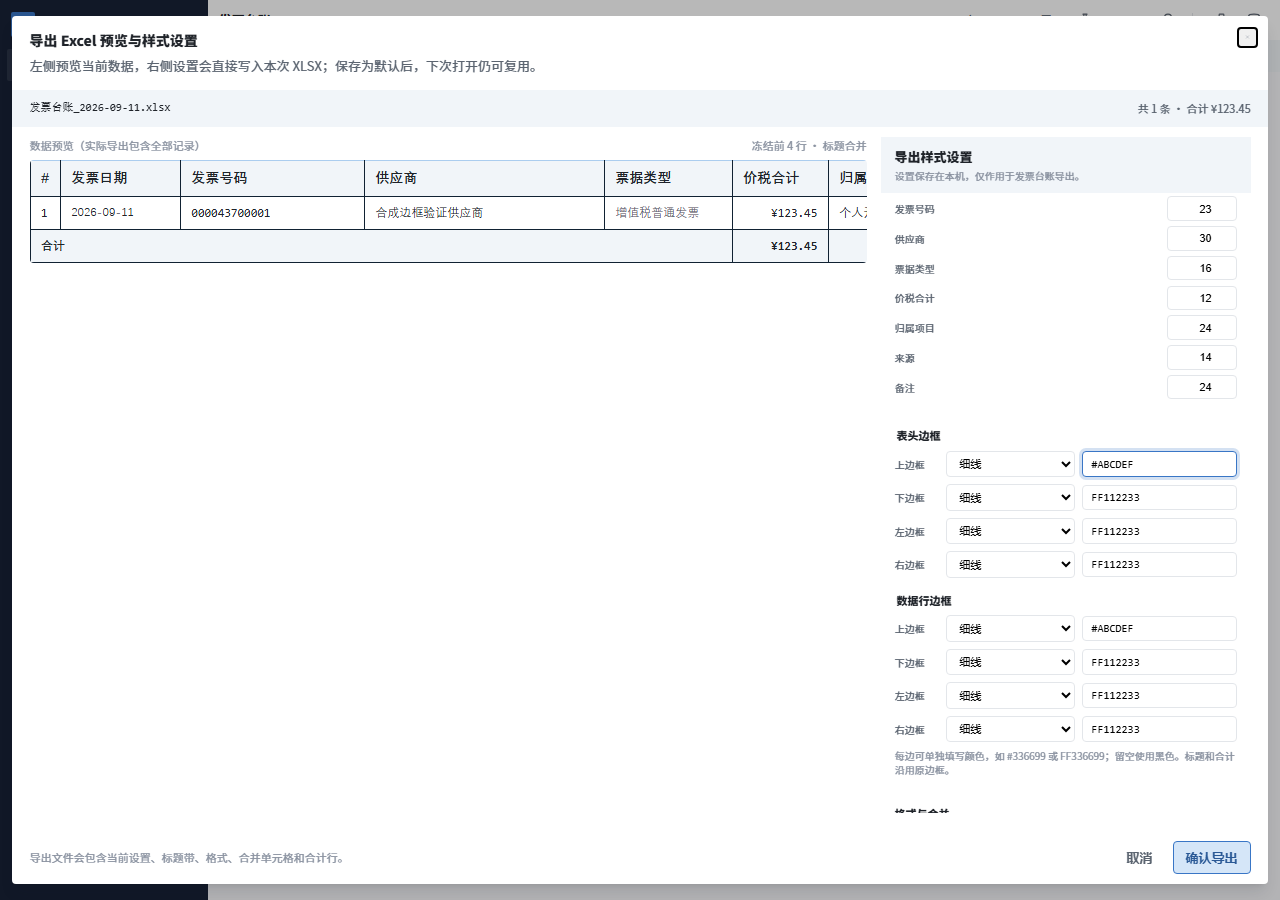 导出 Excel 预览与样式设置
左侧预览当前数据，右侧设置会直接写入本次 XLSX；保存为默认后，下次打开仍可复用。
发票台账_2026-09-11.xlsx
共 1 条 · 合计 ¥123.45
数据预览（实际导出包含全部记录）
冻结前 4 行 · 标题合并
# 发票日期 发票号码 供应商 票据类型 价税合计 归属
1 2026-09-11 000043700001 合成边框验证供应商 增值税普通发票 ¥123.45 个人
合计 ¥123.45
导出样式设置
设置保存在本机，仅作用于发票台账导出。
发票号码 23
供应商 30
票据类型 16
价税合计 12
归属项目 24
来源 14
备注 24
表头边框
上边框 细线 #ABCDEF
下边框 细线 FF112233
左边框 细线 FF112233
右边框 细线 FF112233
数据行边框
上边框 细线 #ABCDEF
下边框 细线 FF112233
左边框 细线 FF112233
右边框 细线 FF112233
每边可单独填写颜色，如 #336699 或 FF336699；留空使用黑色。标题和合计
沿用原边框。
导出文件会包含当前设置、标题带、格式、合并单元格和合计行。
取消
确认导出